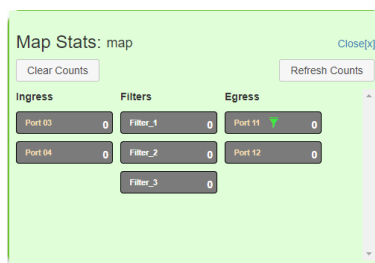 Map Stats: map
Close[x]
Clear Counts Refresh Counts
Ingress Filters Egress
Port 03 0 Filter_1 0 Port 11 0
Port 04 0 Filter_2 0 Port 12 0
Filter_3 0